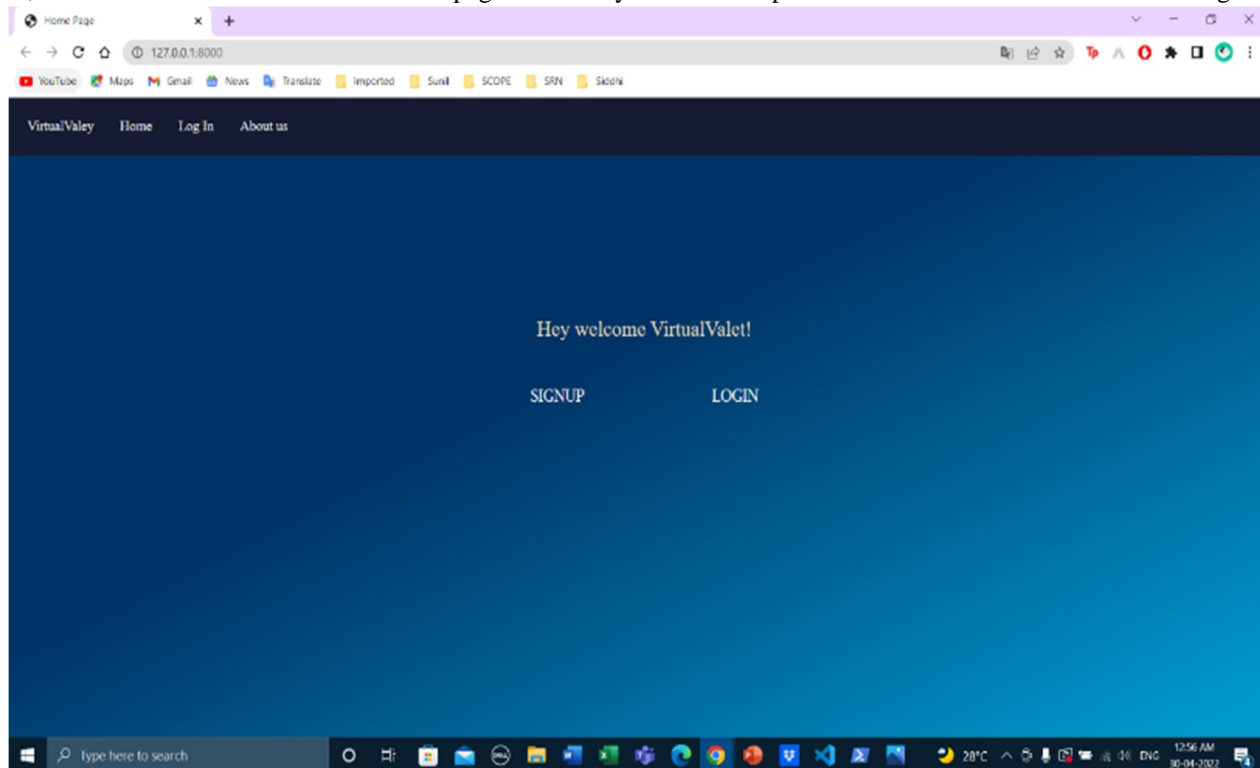 Home Page
127.0.0.1:8000
YouTube Maps Gmail News Translate Imported Sunil SCOPE SRN Siddhi
VirtualValey Home Log In About us
Hey welcome VirtualValet!
SIGNUP LOGIN
Type here to search
28°C ENG 12:56 AM
30-04-2022